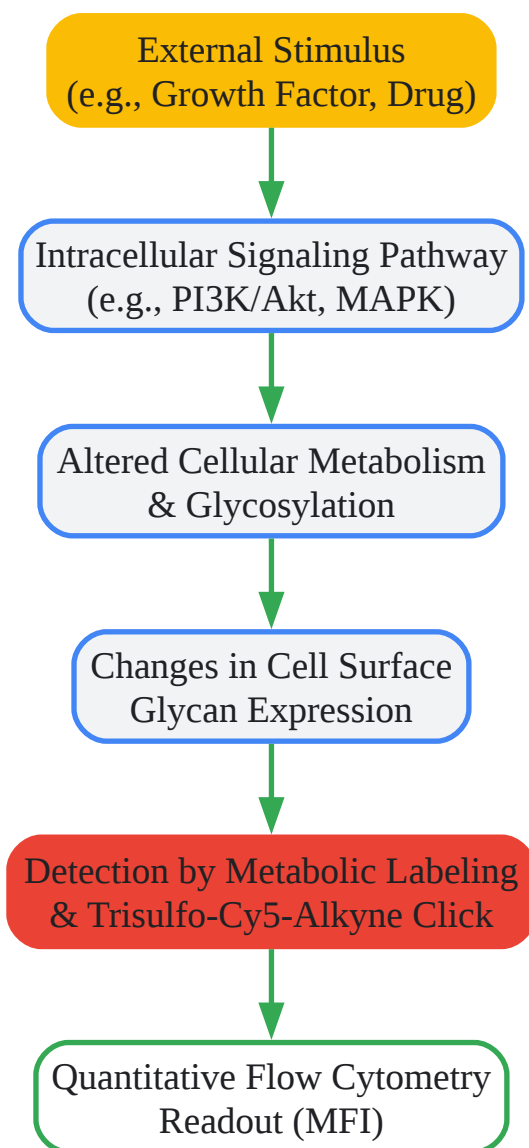 External Stimulus
(e.g., Growth Factor, Drug)
Intracellular Signaling Pathway
(e.g., PI3K/Akt, MAPK)
Altered Cellular Metabolism
& Glycosylation
Changes in Cell Surface
Glycan Expression
Detection by Metabolic Labeling
& Trisulfo-Cy5-Alkyne Click
Quantitative Flow Cytometry
Readout (MFI)